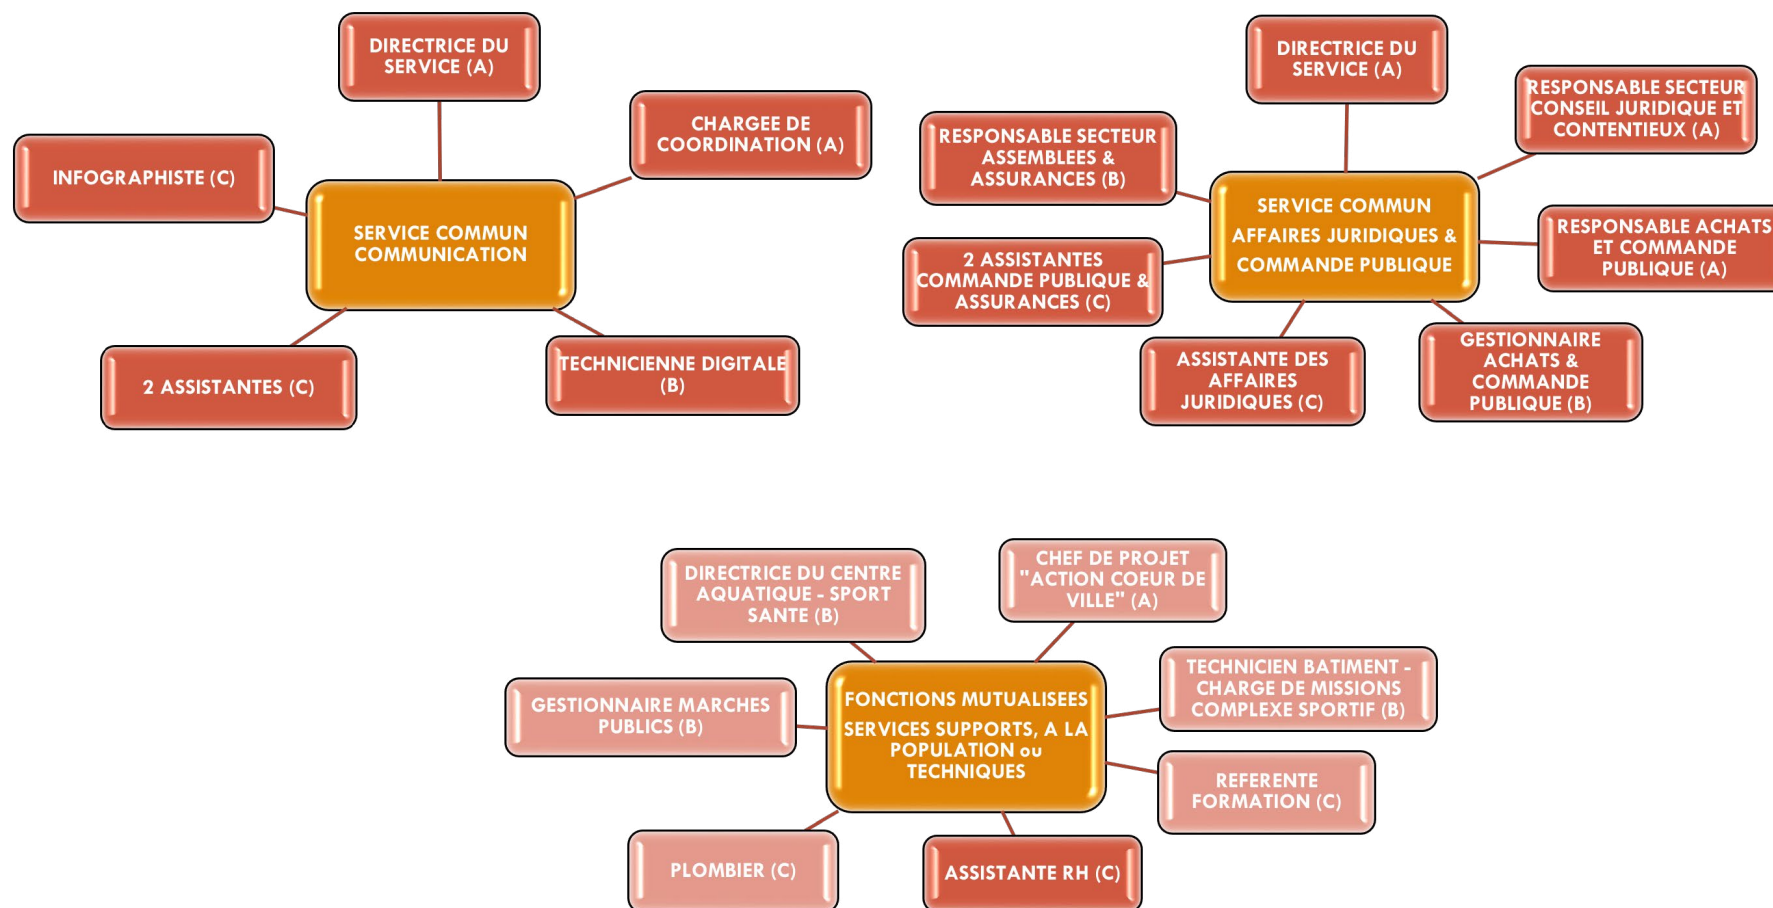 DIRECTRICE DU
SERVICE (A)
CHARGEE DE
COORDINATION (A)
INFOGRAPHISTE (C)
SERVICE COMMUN
COMMUNICATION
2 ASSISTANTES (C)
TECHNICIENNE DIGITALE
(B)
DIRECTRICE DU
SERVICE (A)
RESPONSABLE SECTEUR
CONSEIL JURIDIQUE ET
CONTENTIEUX (A)
RESPONSABLE SECTEUR
ASSEMBLEES &
ASSURANCES (B)
SERVICE COMMUN
AFFAIRES JURIDIQUES &
COMMANDE PUBLIQUE
RESPONSABLE ACHATS
ET COMMANDE
PUBLIQUE (A)
2 ASSISTANTES
COMMANDE PUBLIQUE &
ASSURANCES (C)
ASSISTANTE DES
AFFAIRES
JURIDIQUES (C)
GESTIONNAIRE
ACHATS &
COMMANDE
PUBLIQUE (B)
DIRECTRICE DU CENTRE
AQUATIQUE - SPORT
SANTE (B)
CHEF DE PROJET
"ACTION COEUR DE
VILLE" (A)
GESTIONNAIRE MARCHES
PUBLICS (B)
FONCTIONS MUTUALISEES
SERVICES SUPPORTS, A LA
POPULATION ou
TECHNIQUES
TECHNICIEN BATIMENT -
CHARGE DE MISSIONS
COMPLEXE SPORTIF (B)
REFERENTE
FORMATION (C)
PLOMBIER (C)
ASSISTANTE RH (C)